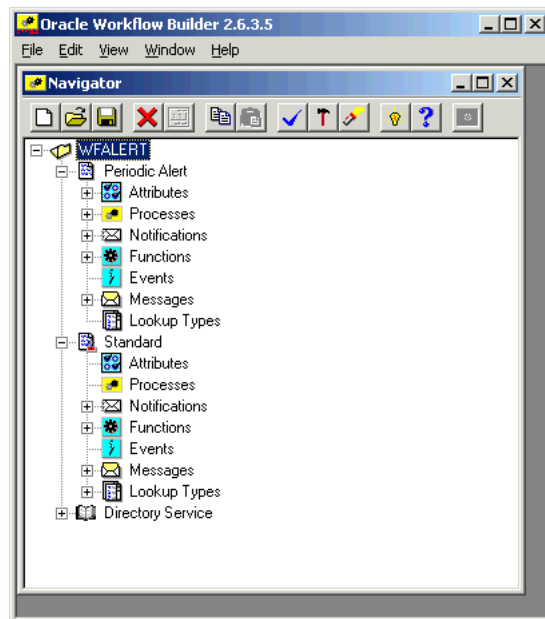 Oracle Workflow Builder 2.6.3.5
File Edit View Window Help
Navigator
WFALERT
Periodic Alert
Attributes
Processes
Notifications
Functions
Events
Messages
Lookup Types
Standard
Attributes
Processes
Notifications
Functions
Events
Messages
Lookup Types
Directory Service